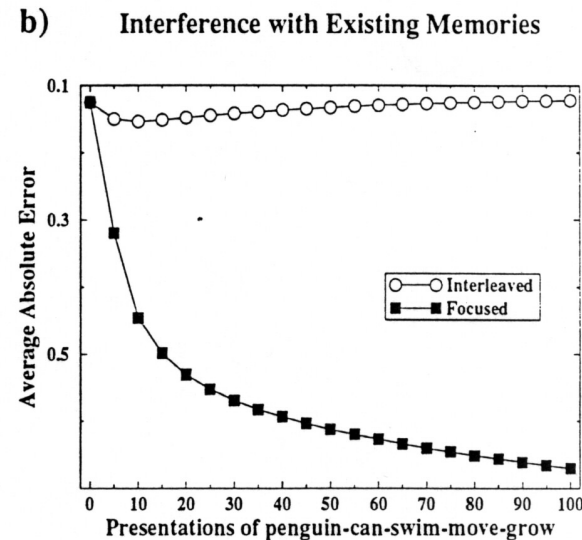 b) Interference with Existing Memories
0.1
0.3
0.5
Average Absolute Error
Interleaved
Focused
0 10 20 30 40 50 60 70 80 90 100
Presentations of penguin-can-swim-move-grow